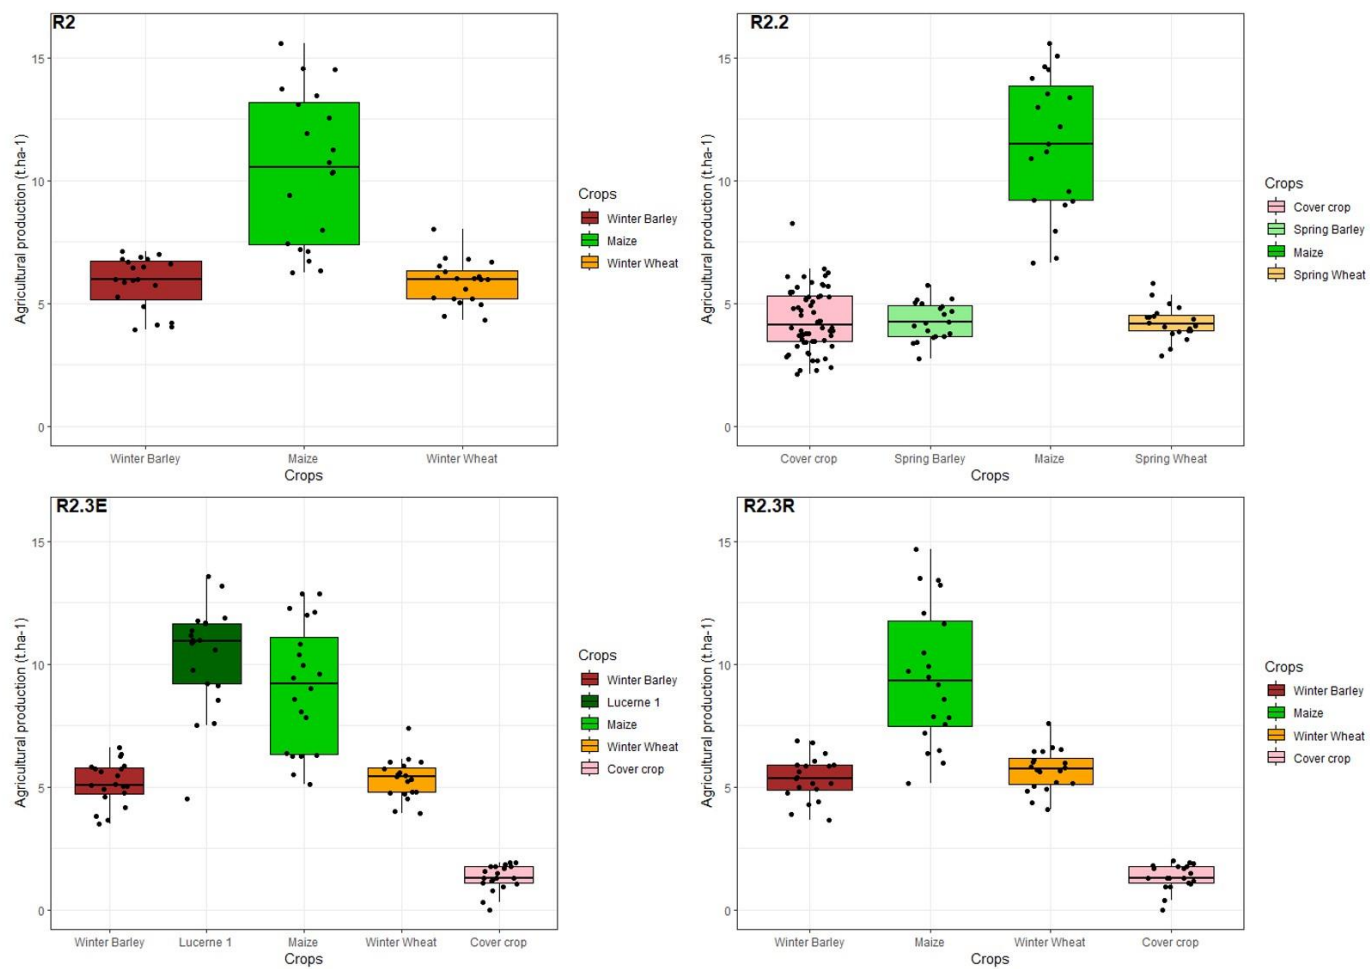 R2
Agricultural production (t.ha-1)
15
10
5
0
Winter Barley Maize Winter Wheat
Crops
Crops
Winter Barley
Maize
Winter Wheat
R2.2
Agricultural production (t.ha-1)
15
10
5
0
Cover crop Spring Barley Maize Spring Wheat
Crops
Crops
Cover crop
Spring Barley
Maize
Spring Wheat
R2.3E
Agricultural production (t.ha-1)
15
10
5
0
Winter Barley Lucerne 1 Maize Winter Wheat Cover crop
Crops
Crops
Winter Barley
Lucerne 1
Maize
Winter Wheat
Cover crop
R2.3R
Agricultural production (t.ha-1)
15
10
5
0
Winter Barley Maize Winter Wheat Cover crop
Crops
Crops
Winter Barley
Maize
Winter Wheat
Cover crop